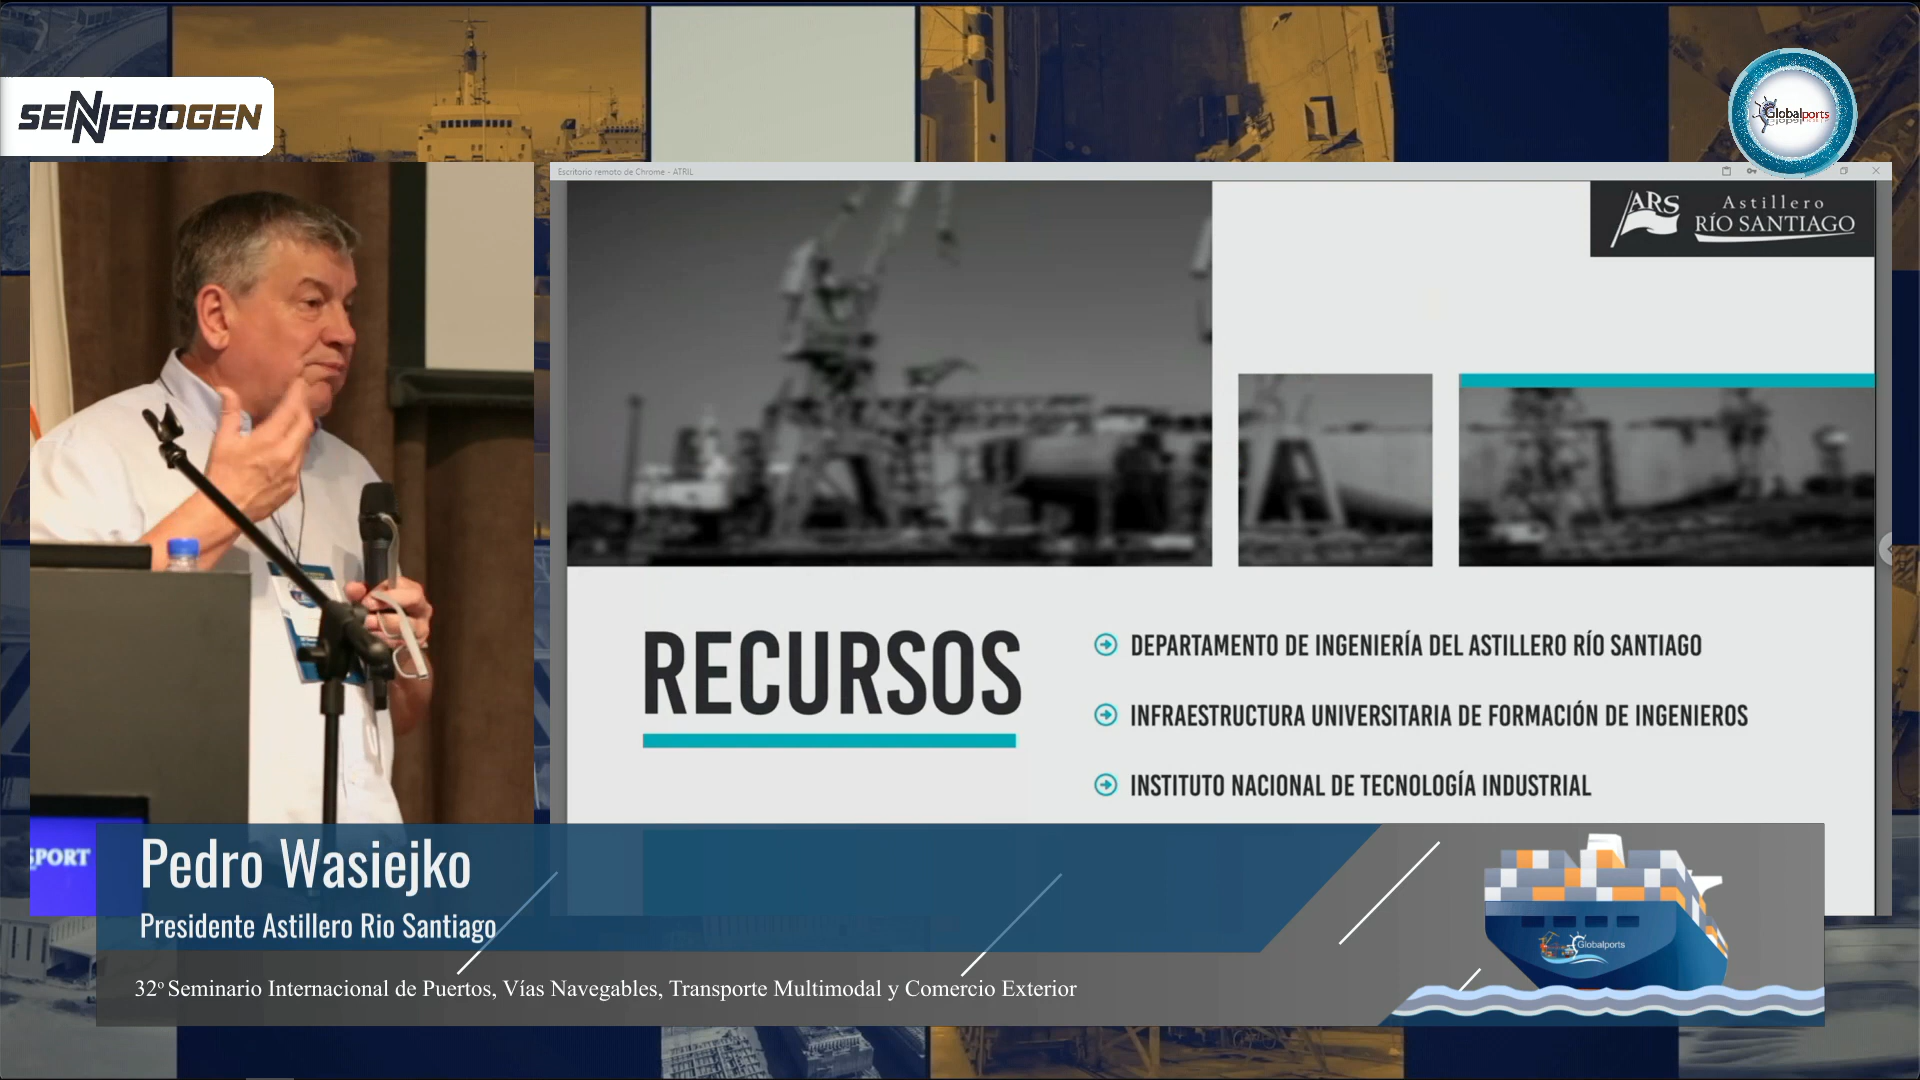 SENNEBOGEN
Globalports
Escritorio remoto de Chrome - ATRIL
ARS
Astillero
RÍO SANTIAGO
RECURSOS
DEPARTAMENTO DE INGENIERÍA DEL ASTILLERO RÍO SANTIAGO
INFRAESTRUCTURA UNIVERSITARIA DE FORMACIÓN DE INGENIEROS
INSTITUTO NACIONAL DE TECNOLOGÍA INDUSTRIAL
SPORT
Pedro Wasiejko
Presidente Astillero Rio Santiago
Globalports
32º Seminario Internacional de Puertos, Vías Navegables, Transporte Multimodal y Comercio Exterior